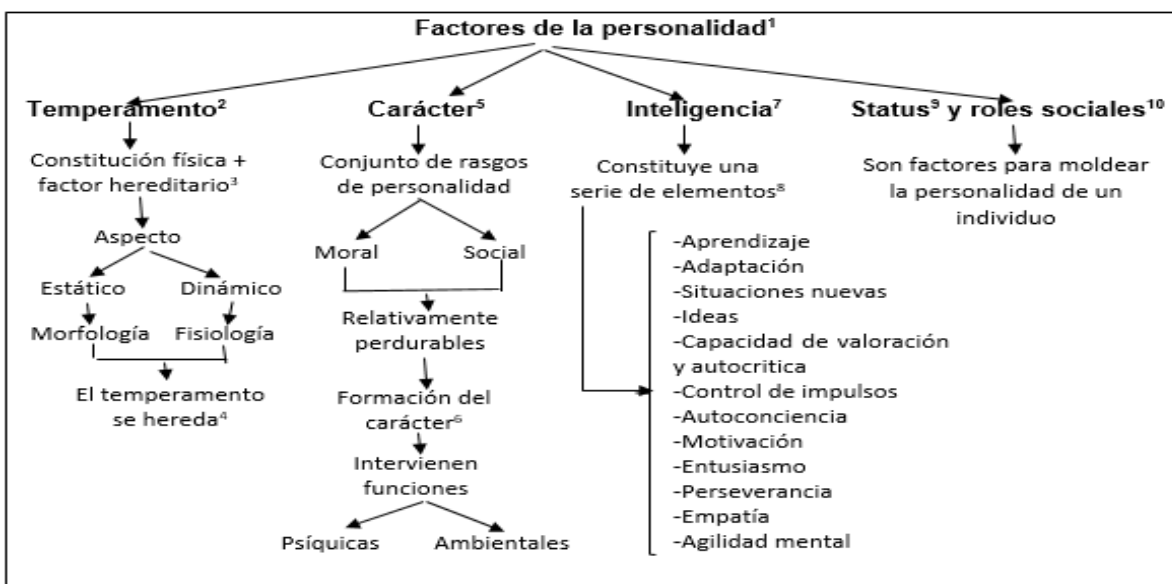 Factores de la personalidad¹
Temperamento²
Constitución física +
factor hereditario³
Aspecto
Estático
Dinámico
Morfología
Fisiología
El temperamento
se hereda⁴
Carácter⁵
Conjunto de rasgos
de personalidad
Moral
Social
Relativamente
perdurables
Formación del
carácter⁶
Intervienen
funciones
Psíquicas
Ambientales
Inteligencia⁷
Constituye una
serie de elementos⁸
-Aprendizaje
-Adaptación
-Situaciones nuevas
-Ideas
-Capacidad de valoración
y autocritica
-Control de impulsos
-Autoconciencia
-Motivación
-Entusiasmo
-Perseverancia
-Empatía
-Agilidad mental
Status⁹ y roles sociales¹⁰
Son factores para moldear
la personalidad de un
individuo